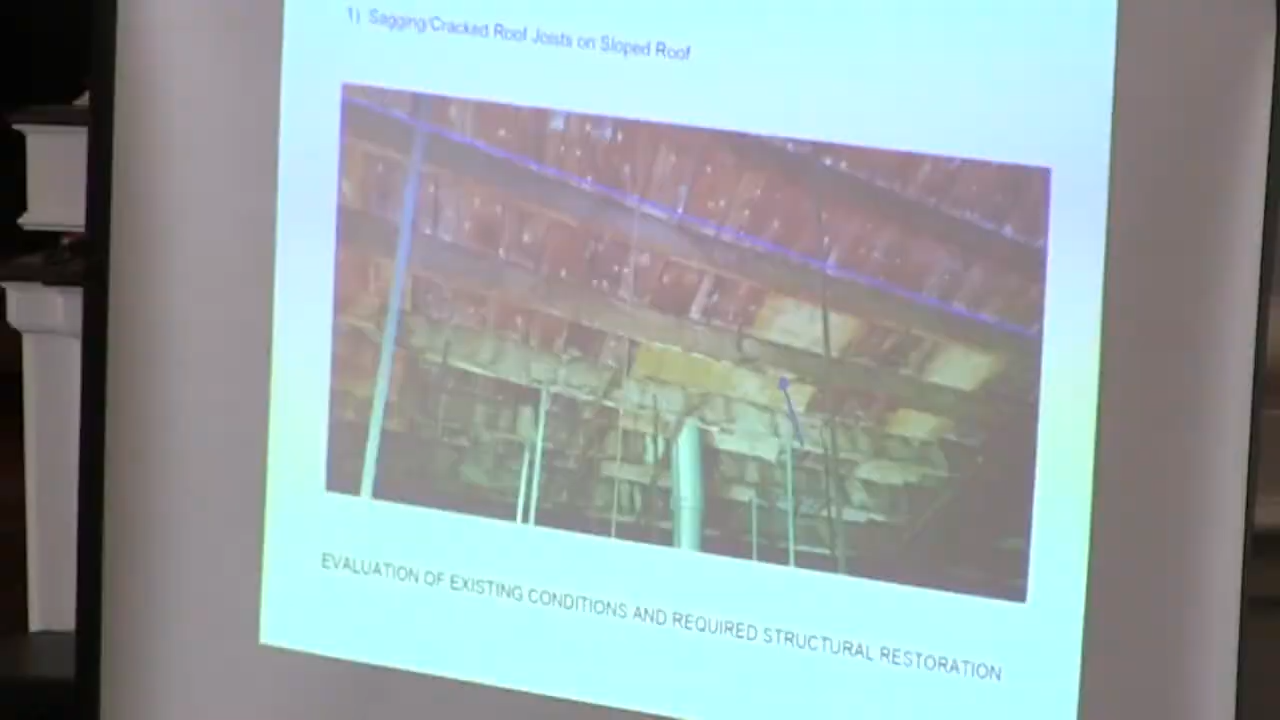 1) Sagging/Cracked Roof Joists on Sloped Roof
EVALUATION OF EXISTING CONDITIONS AND REQUIRED STRUCTURAL RESTORATION